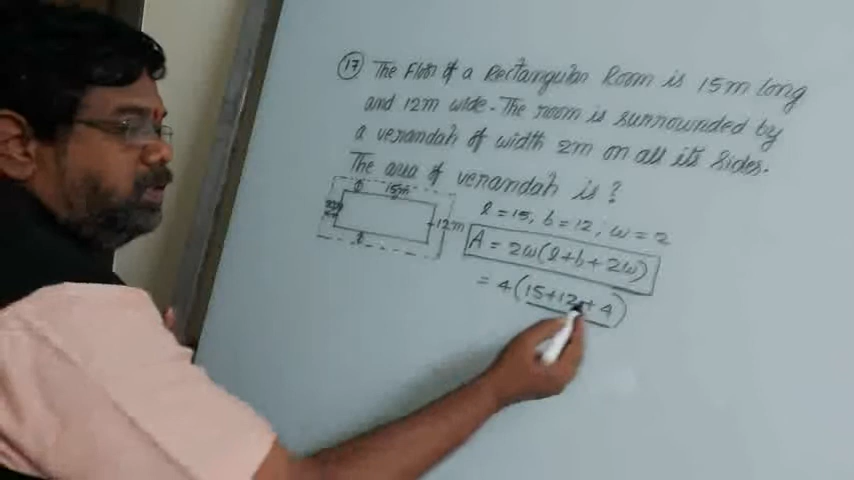 17 The Floor of a Rectangular Room is 15m long
and 12m wide. The room is surrounded by
a verandah of width 2m on all its sides.
The area of verandah is?
15m
12m
l = 15, b = 12, w = 2
A = 2w(l+b+2w)
= 4(15+12+4)